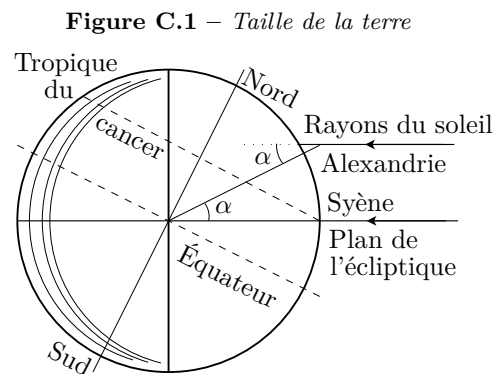 Figure C.1 – Taille de la terre
Tropique
du
cancer
Nord
Rayons du soleil
α
Alexandrie
α
Syène
Plan de
l'écliptique
Équateur
Sud